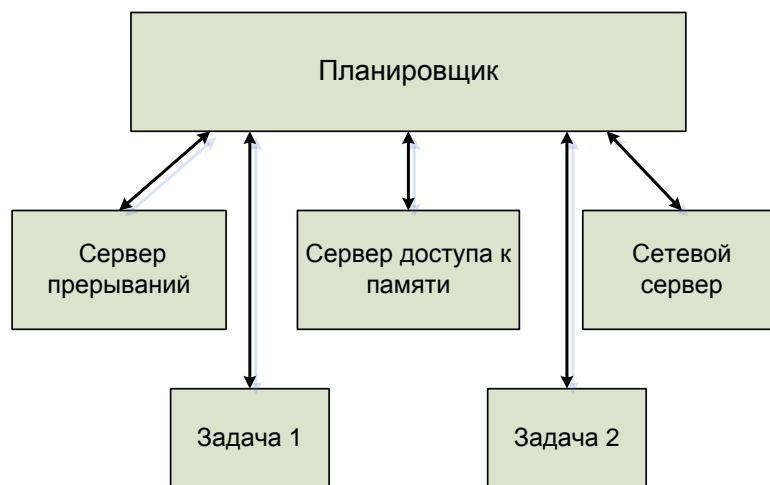 Планировщик
Сервер
прерываний
Сервер доступа к
памяти
Сетевой
сервер
Задача 1
Задача 2